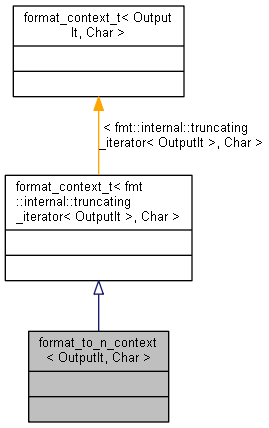 format_context_t< Output
It, Char >
< fmt::internal::truncating
_iterator< OutputIt >, Char >
format_context_t< fmt
::internal::truncating
_iterator< OutputIt >, Char >
format_to_n_context
< OutputIt, Char >